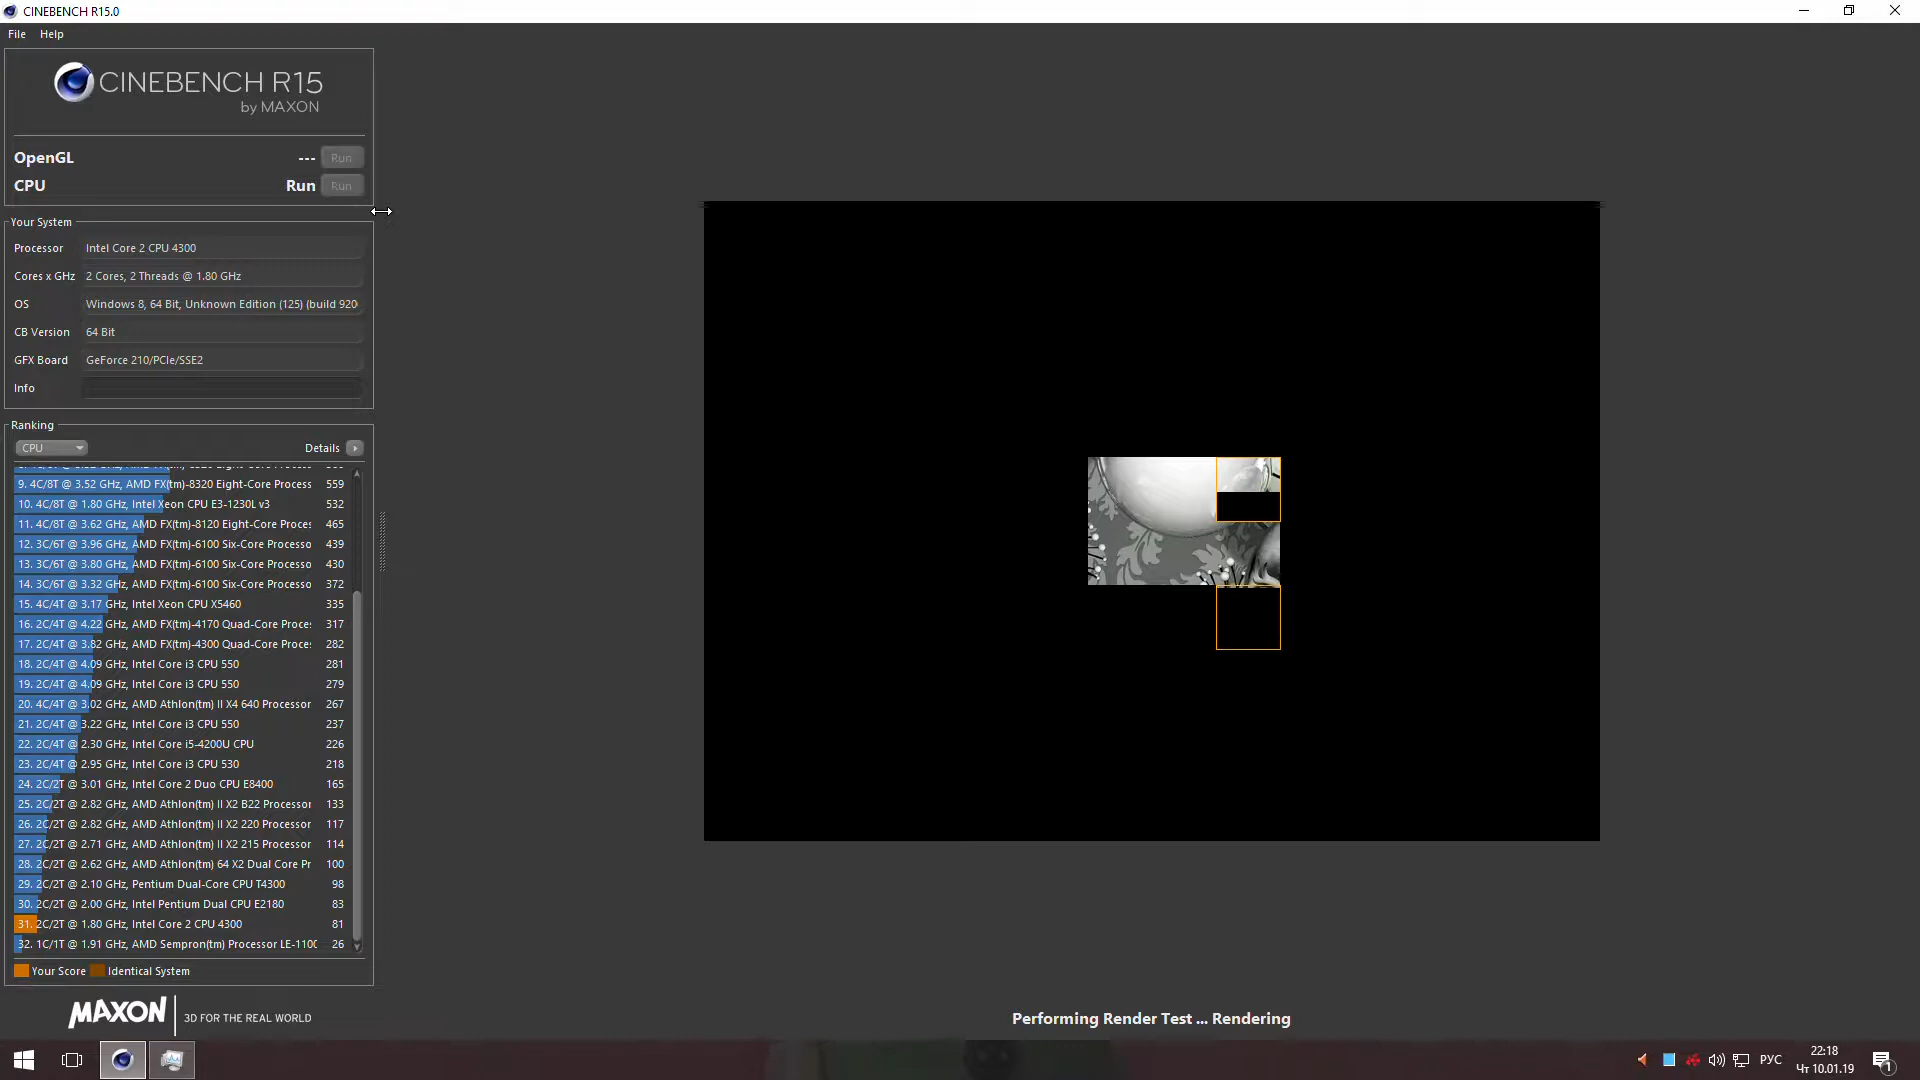 CINEBENCH R15.0
File Help
CINEBENCH R15
by MAXON
OpenGL --- Run
CPU Run Run
Your System
Processor Intel Core 2 CPU 4300
Cores x GHz 2 Cores, 2 Threads @ 1.80 GHz
OS Windows 8, 64 Bit, Unknown Edition (125) (build 920
CB Version 64 Bit
GFX Board GeForce 210/PCIe/SSE2
Info
Ranking
CPU Details
9. 4C/8T @ 3.52 GHz, AMD FX(tm)-8320 Eight-Core Process 559
10. 4C/8T @ 1.80 GHz, Intel Xeon CPU E3-1230L v3 532
11. 4C/8T @ 3.62 GHz, AMD FX(tm)-8120 Eight-Core Proces 465
12. 3C/6T @ 3.96 GHz, AMD FX(tm)-6100 Six-Core Processo 439
13. 3C/6T @ 3.80 GHz, AMD FX(tm)-6100 Six-Core Processo 430
14. 3C/6T @ 3.32 GHz, AMD FX(tm)-6100 Six-Core Processo 372
15. 4C/4T @ 3.17 GHz, Intel Xeon CPU X5460 335
16. 2C/4T @ 4.22 GHz, AMD FX(tm)-4170 Quad-Core Proce: 317
17. 2C/4T @ 3.82 GHz, AMD FX(tm)-4300 Quad-Core Proce: 282
18. 2C/4T @ 4.09 GHz, Intel Core i3 CPU 550 281
19. 2C/4T @ 4.09 GHz, Intel Core i3 CPU 550 279
20. 4C/4T @ 3.02 GHz, AMD Athlon(tm) II X4 640 Processor 267
21. 2C/4T @ 3.22 GHz, Intel Core i3 CPU 550 237
22. 2C/4T @ 2.30 GHz, Intel Core i5-4200U CPU 226
23. 2C/4T @ 2.95 GHz, Intel Core i3 CPU 530 218
24. 2C/2T @ 3.01 GHz, Intel Core 2 Duo CPU E8400 165
25. 2C/2T @ 2.82 GHz, AMD Athlon(tm) II X2 B22 Processor 133
26. 2C/2T @ 2.82 GHz, AMD Athlon(tm) II X2 220 Processor 117
27. 2C/2T @ 2.71 GHz, AMD Athlon(tm) II X2 215 Processor 114
28. 2C/2T @ 2.62 GHz, AMD Athlon(tm) 64 X2 Dual Core Pr 100
29. 2C/2T @ 2.10 GHz, Pentium Dual-Core CPU T4300 98
30. 2C/2T @ 2.00 GHz, Intel Pentium Dual CPU E2180 83
31. 2C/2T @ 1.80 GHz, Intel Core 2 CPU 4300 81
32. 1C/1T @ 1.91 GHz, AMD Sempron(tm) Processor LE-1100 26
Your Score Identical System
MAXON 3D FOR THE REAL WORLD
Performing Render Test ... Rendering
РУС
22:18
Чт 10.01.19
1